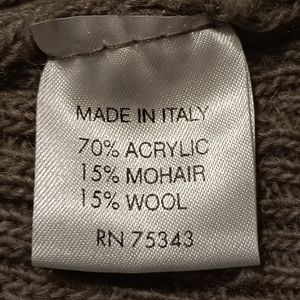 MADE IN ITALY
70% ACRYLIC
15% MOHAIR
15% WOOL
RN 75343